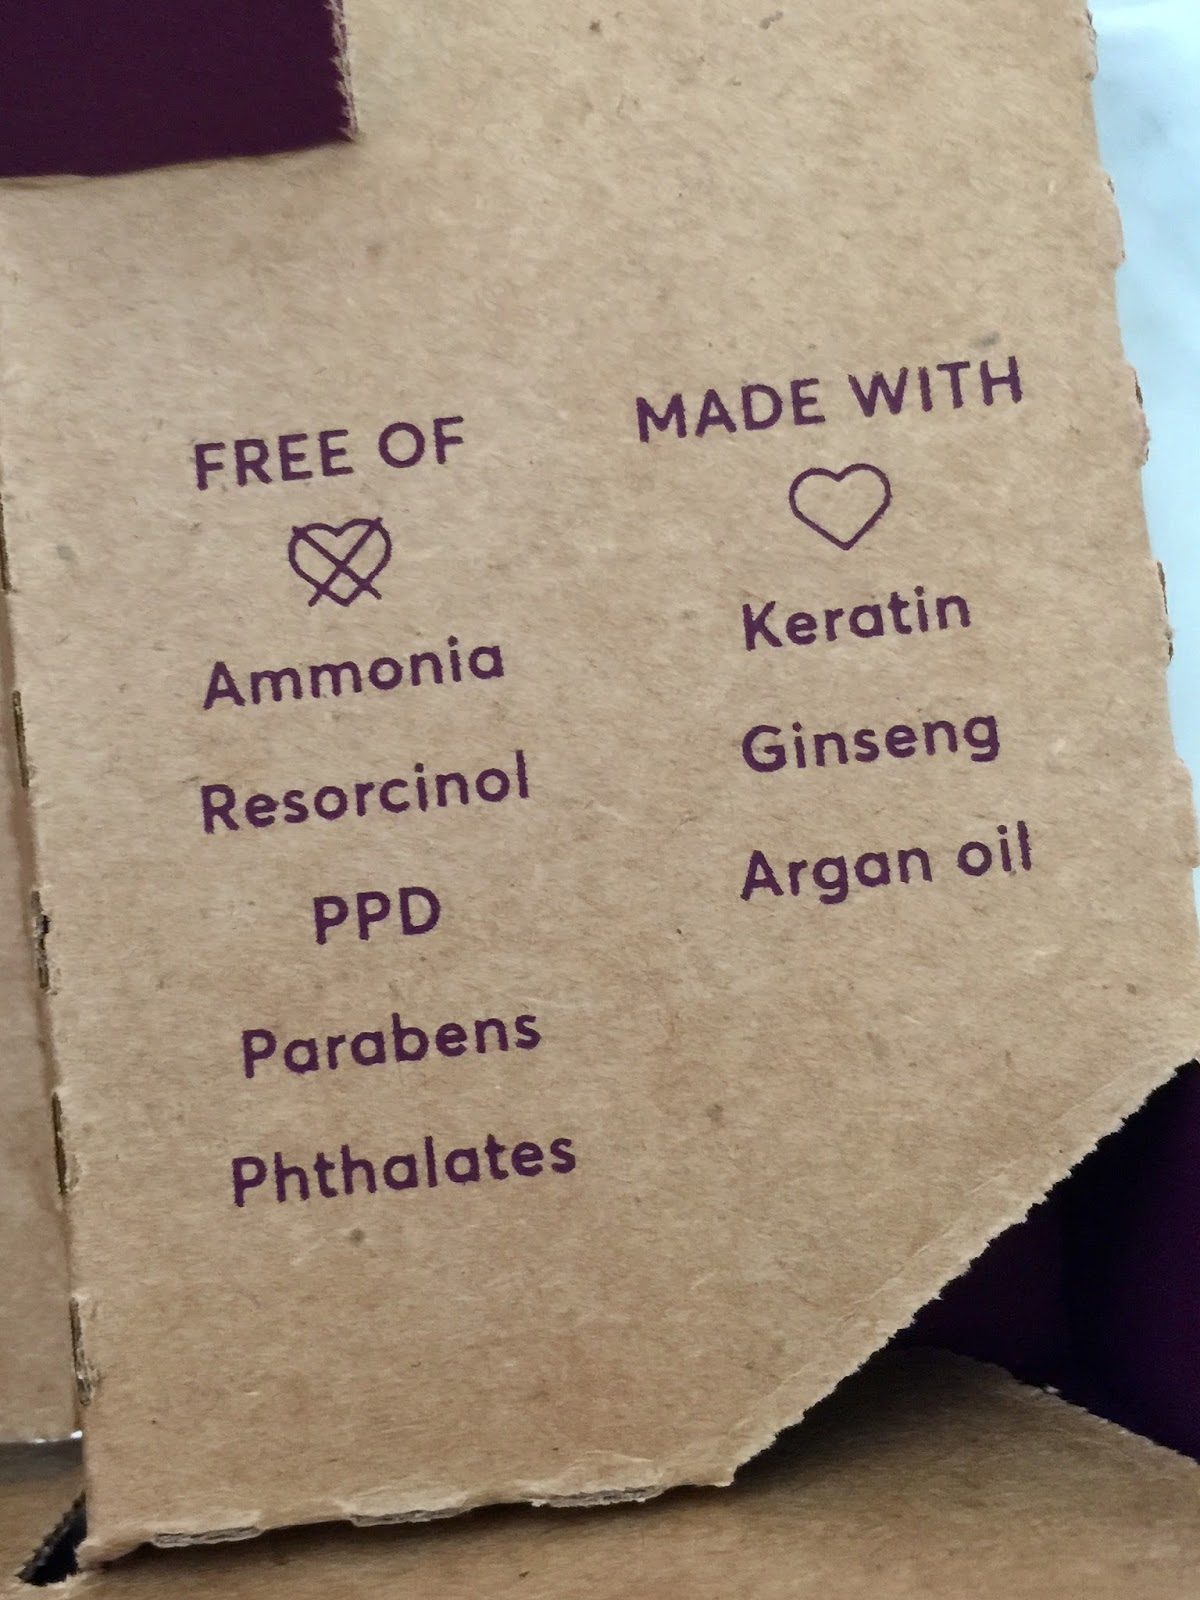 FREE OF
Ammonia
Resorcinol
PPD
Parabens
Phthalates
MADE WITH
Keratin
Ginseng
Argan oil